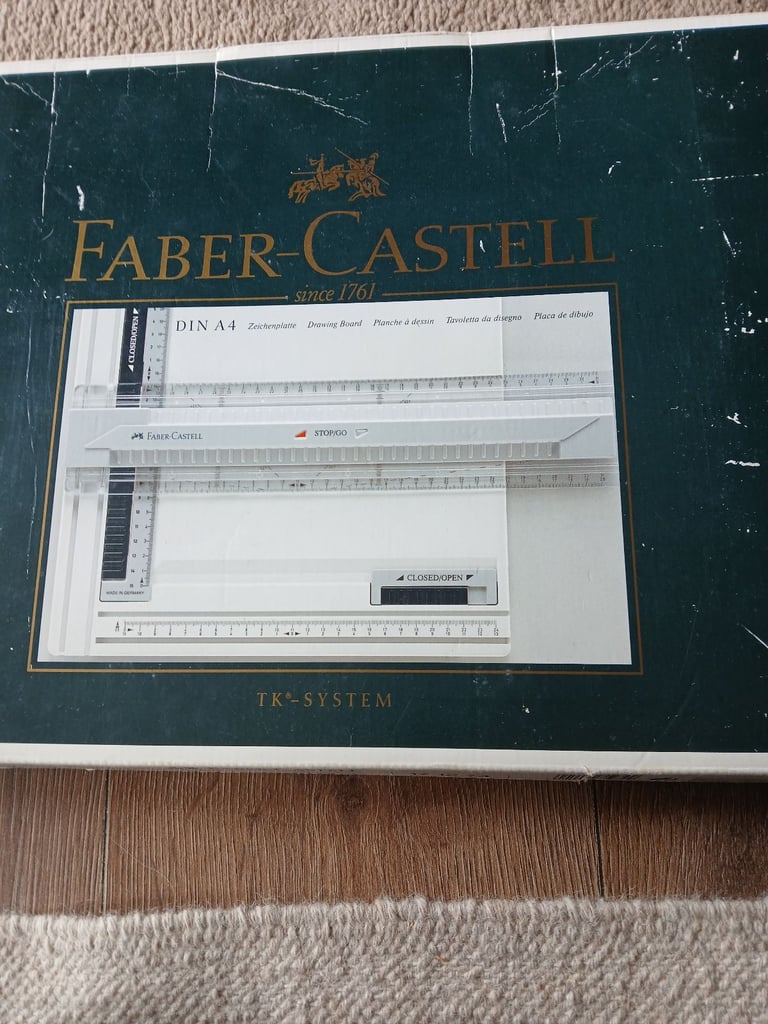 FABER-CASTELL
since 1761
DIN A4 Zeichenplatte Drawing Board Planche à dessin Tavoletta da disegno Placa de dibujo
CLOSED/OPEN
FABER-CASTELL STOP/GO
CLOSED/OPEN
MADE IN GERMANY
TK®-SYSTEM